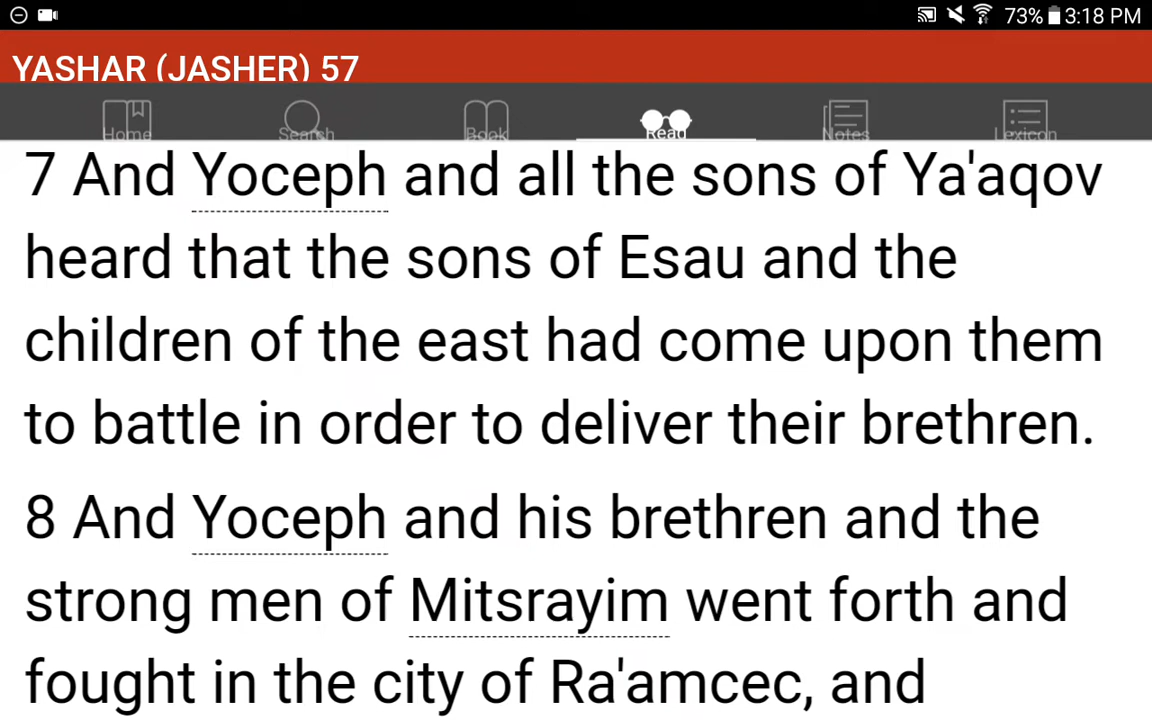 73% 3:18 PM
YASHAR (JASHER) 57
Home Search Book Read Notes Lexicon
7 And Yoceph and all the sons of Ya'aqov
heard that the sons of Esau and the
children of the east had come upon them
to battle in order to deliver their brethren.
8 And Yoceph and his brethren and the
strong men of Mitsrayim went forth and
fought in the city of Ra'amcec, and